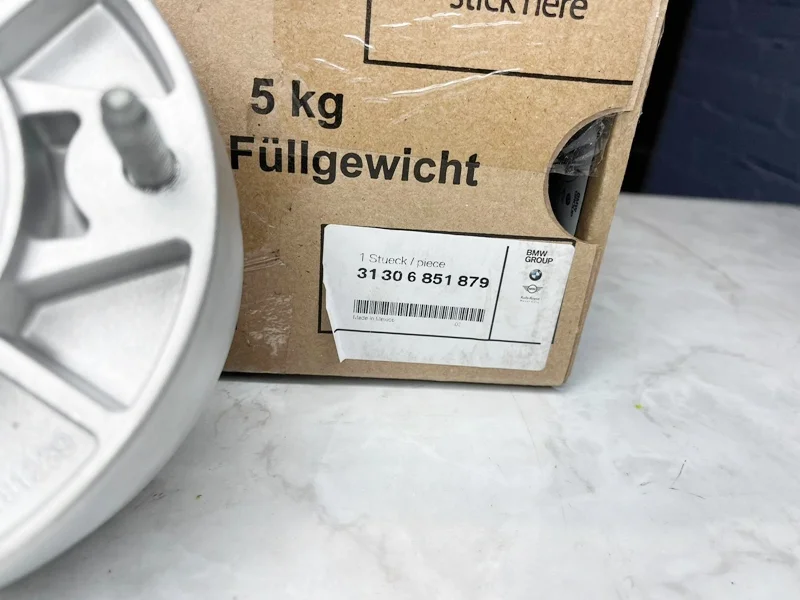 stick here
5 kg
Füllgewicht
1 Stueck / piece
31 30 6 851 879
BMW
GROUP